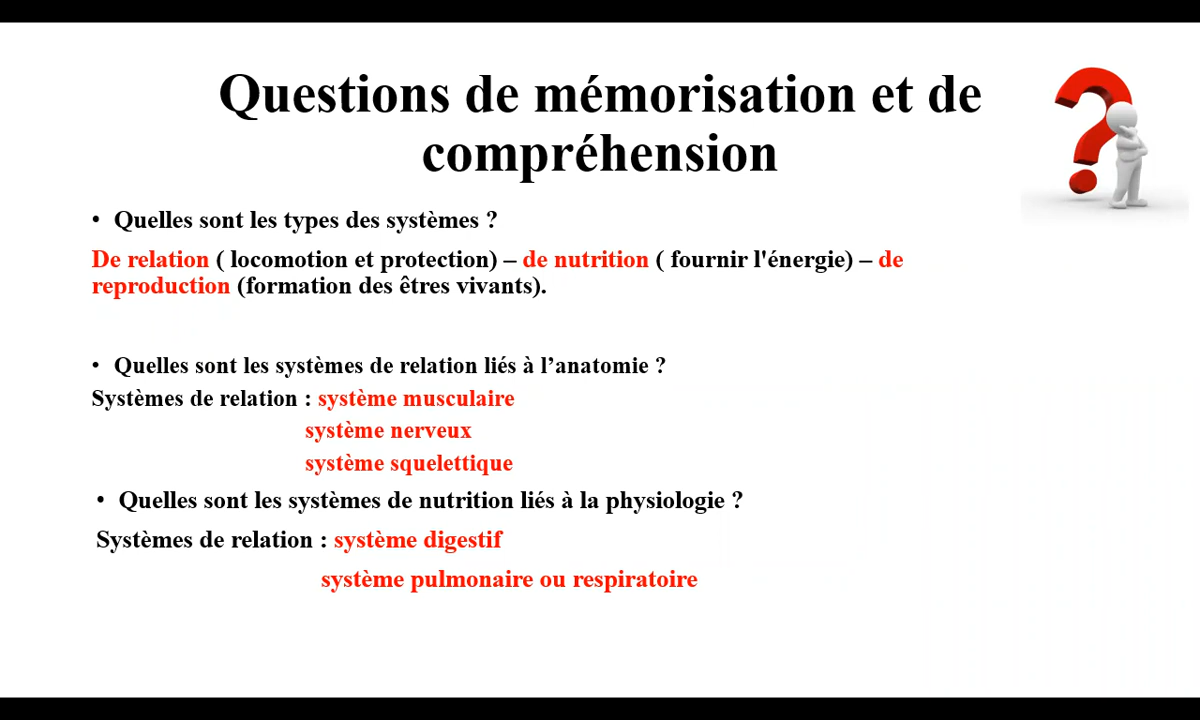 Questions de mémorisation et de
compréhension
• Quelles sont les types des systèmes ?
De relation ( locomotion et protection) – de nutrition ( fournir l'énergie) – de
reproduction (formation des êtres vivants).
• Quelles sont les systèmes de relation liés à l’anatomie ?
Systèmes de relation : système musculaire
système nerveux
système squelettique
• Quelles sont les systèmes de nutrition liés à la physiologie ?
Systèmes de relation : système digestif
système pulmonaire ou respiratoire